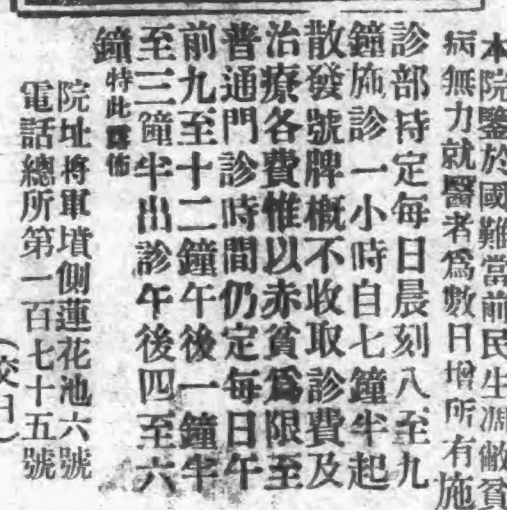 本院鑒於國難當前民生凋敝貧
病無力就醫者爲數日增所有施
診部特定每日晨刻八至九
鐘施診一小時自七鐘半起
散發號牌概不收取診費及
治療各費惟以赤貧爲限至
普通門診時間仍定每日午
前九至十二鐘午後一鐘半
至三鐘半出診午後四至六
鐘特此露佈
院址將軍墳側蓮花池六號
電話總所第一百七十五號